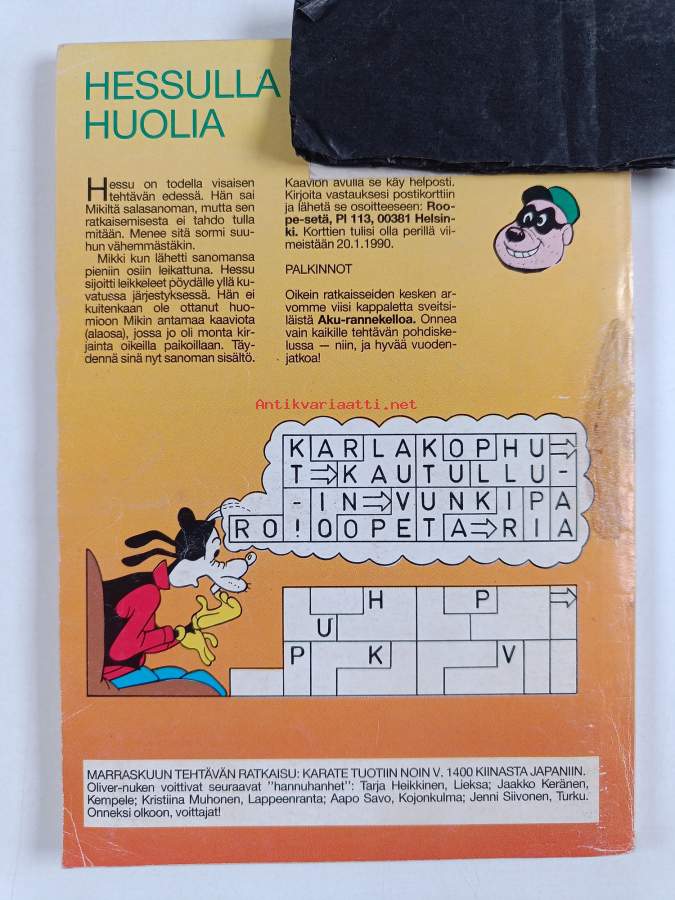 HESSULLA
HUOLIA
Hessu on todella visaisen
tehtävän edessä. Hän sai
Mikiltä salasanoman, mutta sen
ratkaisemisesta ei tahdo tulla
mitään. Menee sitä sormi suu-
hun vähemmästäkin.
Mikki kun lähetti sanomansa
pieniin osiin leikattuna. Hessu
sijoitti leikkeleet pöydälle yllä ku-
vatussa järjestyksessä. Hän ei
kuitenkaan ole ottanut huo-
mioon Mikin antamaa kaaviota
(alaosa), jossa jo oli monta kir-
jainta oikeilla paikoillaan. Täy-
dennä sinä nyt sanoman sisältö.
Kaavion avulla se käy helposti.
Kirjoita vastauksesi postikorttiin
ja lähetä se osoitteeseen: Roo-
pe-setä, Pl 113, 00381 Helsin-
ki. Korttien tulisi olla perillä vii-
meistään 20.1.1990.
PALKINNOT
Oikein ratkaisseiden kesken ar-
vomme viisi kappaletta sveitsi-
läistä Aku-rannekelloa. Onnea
vain kaikille tehtävän pohdiske-
lussa — niin, ja hyvää vuoden-
jatkoa!
Antikvariaatti.net
KARLAKOPHU⇒
T⇒KAUTULLU-
-IN⇒VUNKIPA
RO!OOPETA⇒RIA
H P ⇒
U
P K V
MARRASKUUN TEHTÄVÄN RATKAISU: KARATE TUOTIIN NOIN V. 1400 KIINASTA JAPANIIN.
Oliver-nuken voittivat seuraavat "hannuhanhet": Tarja Heikkinen, Lieksa; Jaakko Keränen,
Kempele; Kristiina Muhonen, Lappeenranta; Aapo Savo, Kojonkulma; Jenni Siivonen, Turku.
Onneksi olkoon, voittajat!